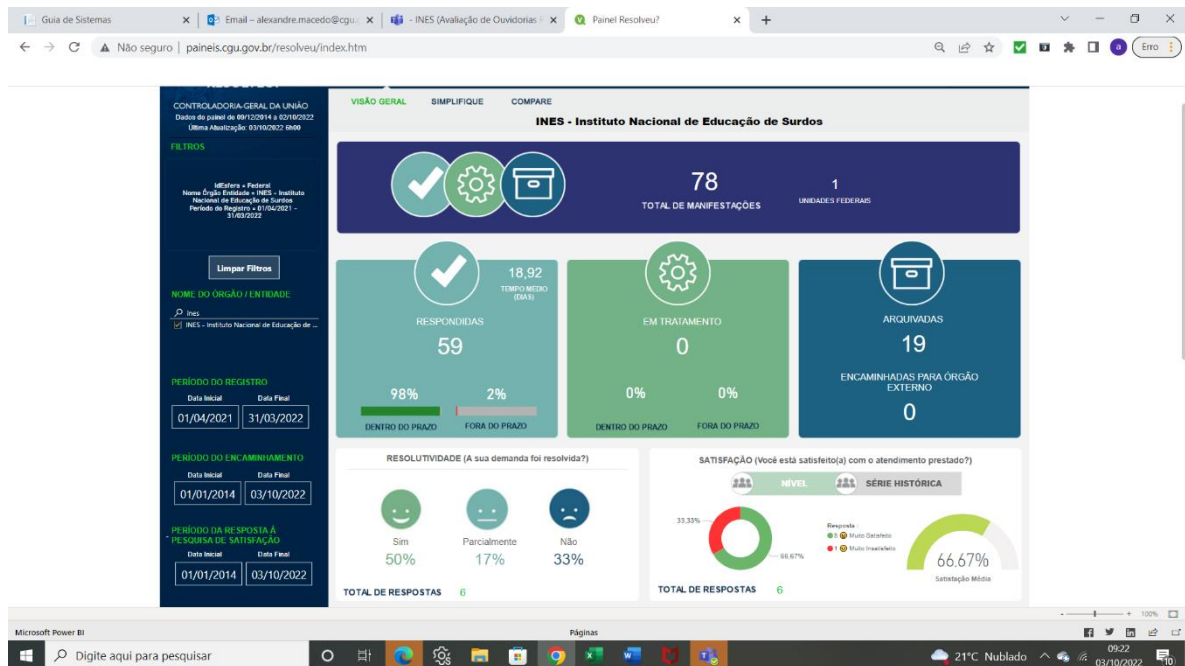 Guia de Sistemas
Email – alexandre.macedo@cgu.g
- INES (Avaliação de Ouvidorias
Painel Resolveu?
Não seguro | paineis.cgu.gov.br/resolveu/index.htm
Erro
CONTROLADORIA-GERAL DA UNIÃO
Dados do painel de 09/12/2014 a 02/10/2022
Última Atualização: 03/10/2022 6h00
FILTROS
IdEsfera » Federal
Nome Órgão Entidade » INES - Instituto
Nacional de Educação de Surdos
Período do Registro » 01/04/2021 –
31/03/2022
Limpar Filtros
NOME DO ÓRGÃO / ENTIDADE
ines
INES - Instituto Nacional de Educação de ...
PERÍODO DO REGISTRO
Data Inicial Data Final
01/04/2021 31/03/2022
PERÍODO DO ENCAMINHAMENTO
Data Inicial Data Final
01/01/2014 03/10/2022
PERÍODO DA RESPOSTA À
PESQUISA DE SATISFAÇÃO
Data Inicial Data Final
01/01/2014 03/10/2022
VISÃO GERAL SIMPLIFIQUE COMPARE
INES - Instituto Nacional de Educação de Surdos
78
TOTAL DE MANIFESTAÇÕES
1
UNIDADES FEDERAIS
18,92
TEMPO MÉDIO
(DIAS)
RESPONDIDAS
59
98% 2%
DENTRO DO PRAZO FORA DO PRAZO
EM TRATAMENTO
0
0% 0%
DENTRO DO PRAZO FORA DO PRAZO
ARQUIVADAS
19
ENCAMINHADAS PARA ÓRGÃO
EXTERNO
0
RESOLUTIVIDADE (A sua demanda foi resolvida?)
Sim Parcialmente Não
50% 17% 33%
TOTAL DE RESPOSTAS 6
SATISFAÇÃO (Você está satisfeito(a) com o atendimento prestado?)
NÍVEL SÉRIE HISTÓRICA
33,33%
66,67%
Resposta :
5 Muito Satisfeito
1 Muito Insatisfeito
66,67%
Satisfação Média
TOTAL DE RESPOSTAS 6
- + 100%
Microsoft Power BI
Páginas
Digite aqui para pesquisar
21°C Nublado
09:22
03/10/2022